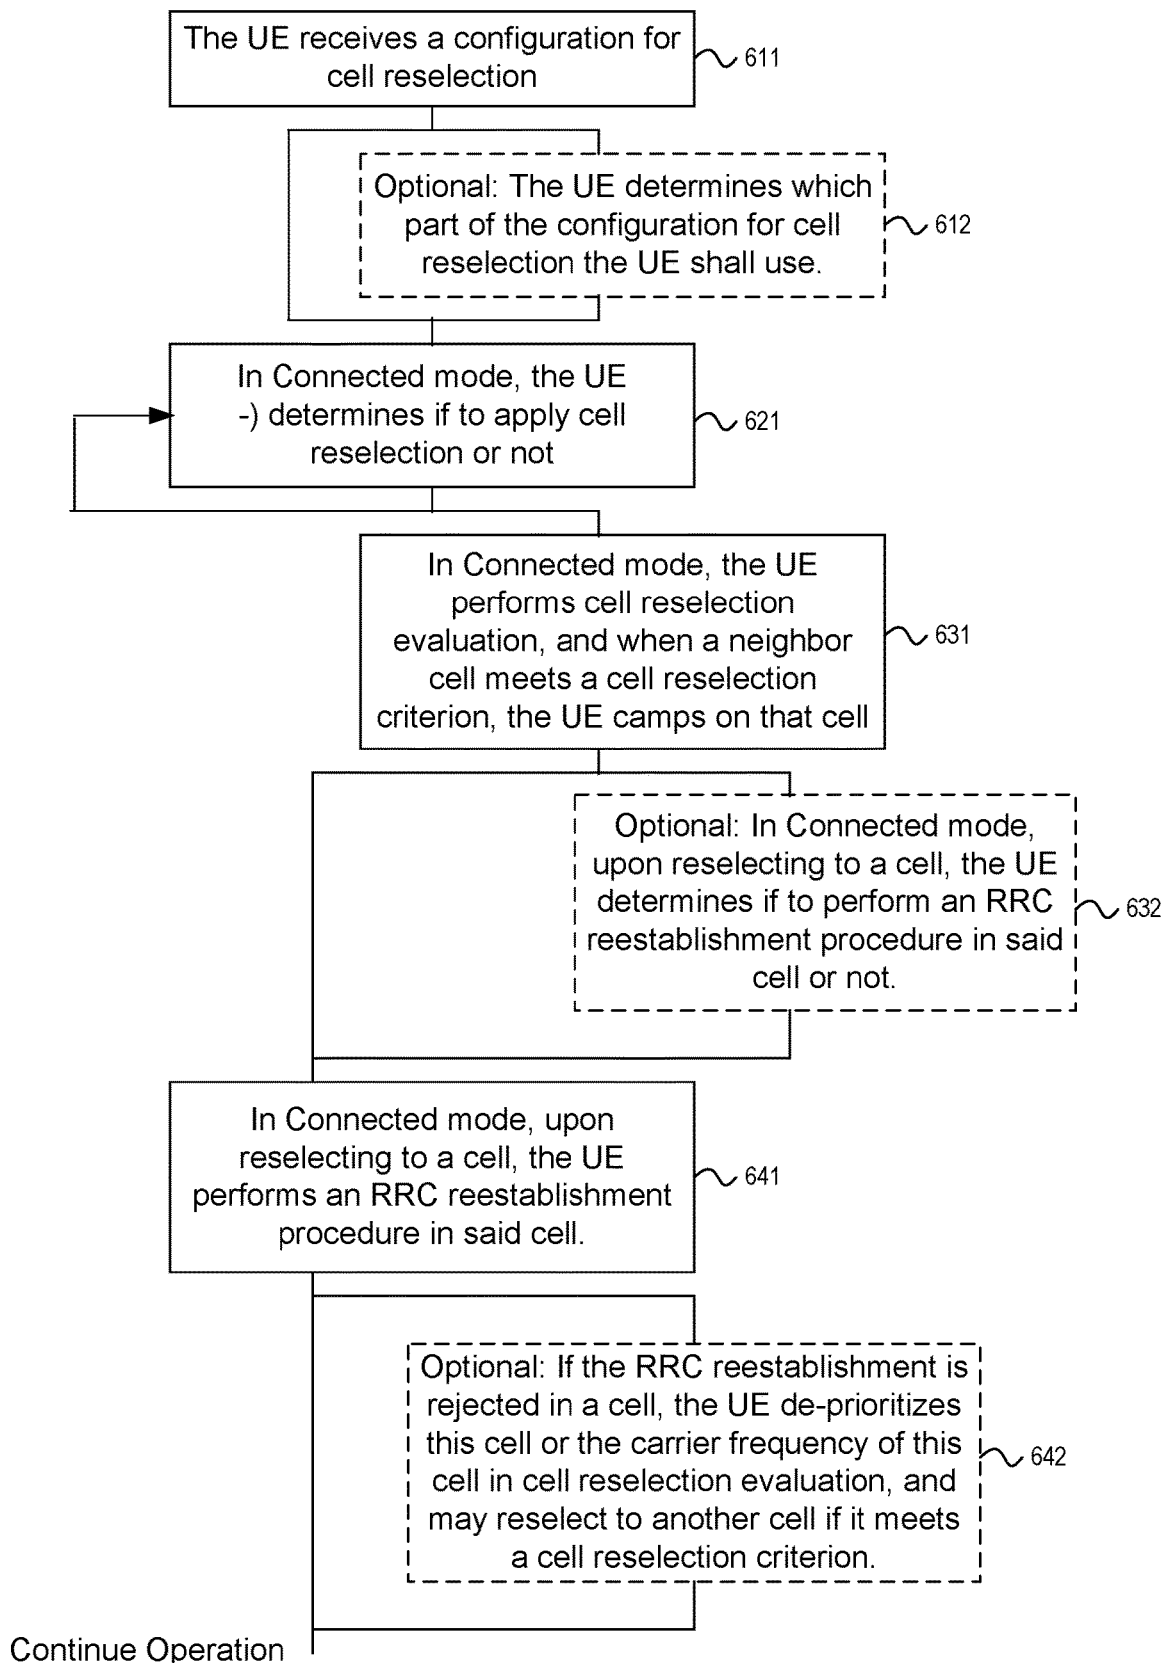 The UE receives a configuration for
cell reselection
611
Optional: The UE determines which
part of the configuration for cell
reselection the UE shall use.
612
In Connected mode, the UE
-) determines if to apply cell
reselection or not
621
In Connected mode, the UE
performs cell reselection
evaluation, and when a neighbor
cell meets a cell reselection
criterion, the UE camps on that cell
631
Optional: In Connected mode,
upon reselecting to a cell, the UE
determines if to perform an RRC
reestablishment procedure in said
cell or not.
632
In Connected mode, upon
reselecting to a cell, the UE
performs an RRC reestablishment
procedure in said cell.
641
Optional: If the RRC reestablishment is
rejected in a cell, the UE de-prioritizes
this cell or the carrier frequency of this
cell in cell reselection evaluation, and
may reselect to another cell if it meets
a cell reselection criterion.
642
Continue Operation